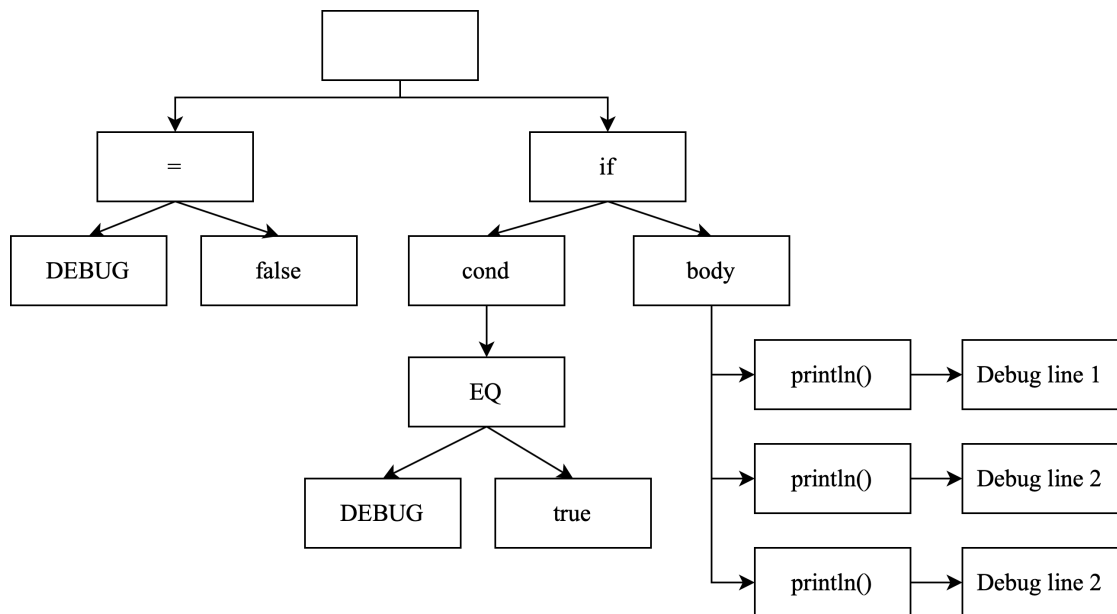 =
if
DEBUG
false
cond
body
println()
Debug line 1
EQ
println()
Debug line 2
DEBUG
true
println()
Debug line 2